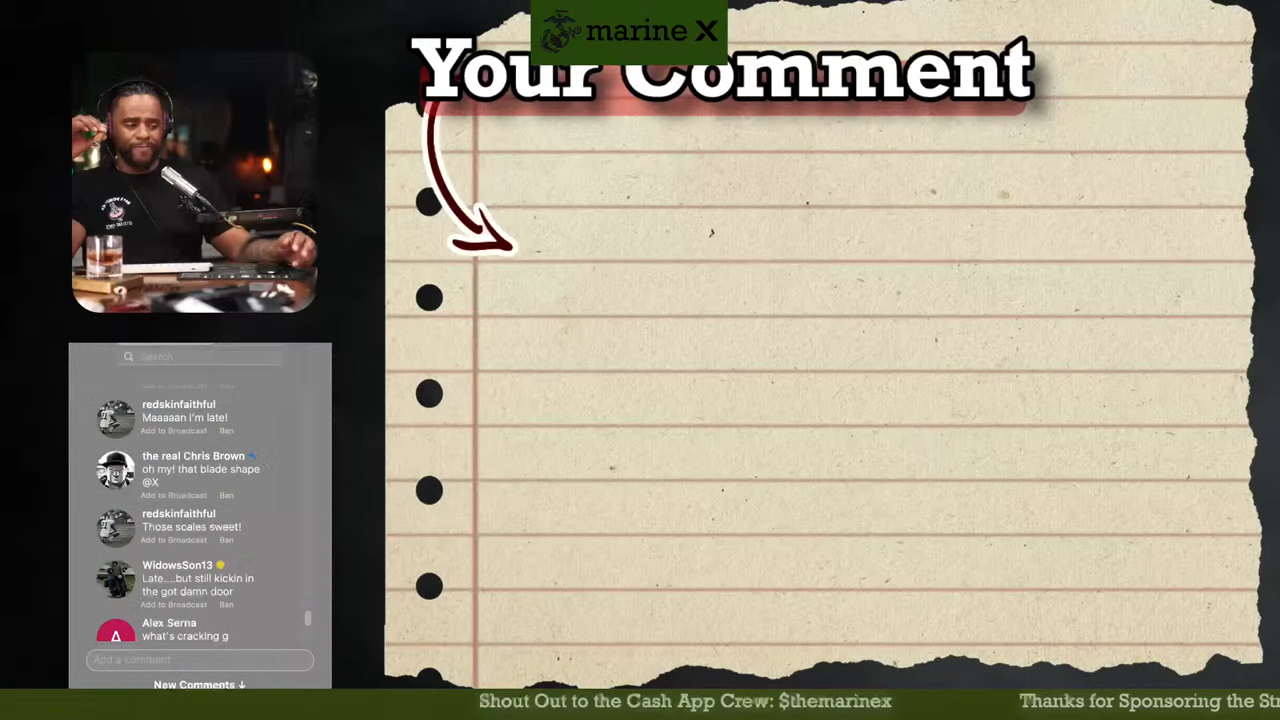 marine X
Your Comment
Search
redskinfaithful
Maaaaan i'm late!
Add to Broadcast Ban
the real Chris Brown
oh my! that blade shape
@X
Add to Broadcast Ban
redskinfaithful
Those scales sweet!
Add to Broadcast Ban
WidowsSon13
Late....but still kickin in
the got damn door
Add to Broadcast Ban
Alex Serna
A
what's cracking g
Add a comment
New Comments ↓
Shout Out to the Cash App Crew: $themarinex Thanks for Sponsoring the St